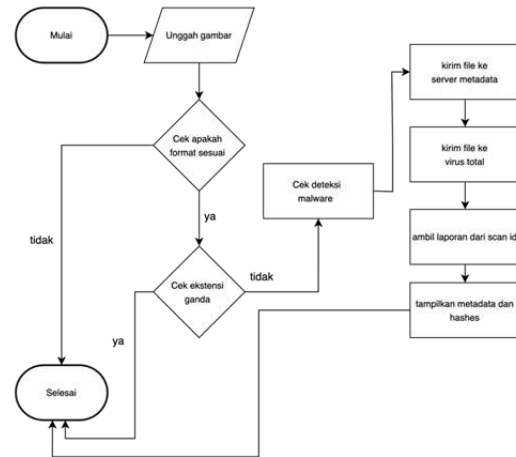 Mulai
Unggah gambar
Cek apakah
format sesuai
tidak
ya
Cek ekstensi
ganda
ya
tidak
Selesai
Cek deteksi
malware
kirim file ke
server metadata
kirim file ke
virus total
ambil laporan dari scan id
tampilkan metadata dan
hashes